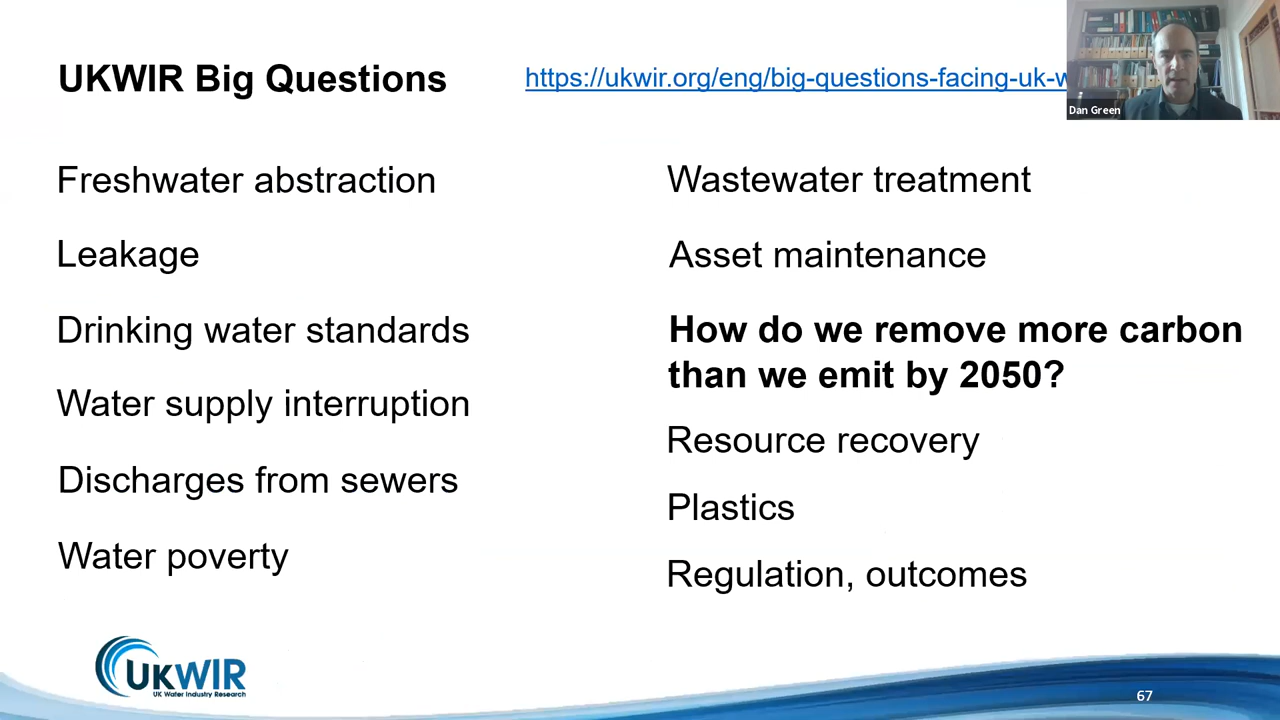 UKWIR Big Questions
https://ukwir.org/eng/big-questions-facing-uk-w
Dan Green
Freshwater abstraction
Leakage
Drinking water standards
Water supply interruption
Discharges from sewers
Water poverty
Wastewater treatment
Asset maintenance
How do we remove more carbon
than we emit by 2050?
Resource recovery
Plastics
Regulation, outcomes
UKWIR
UK Water Industry Research
67